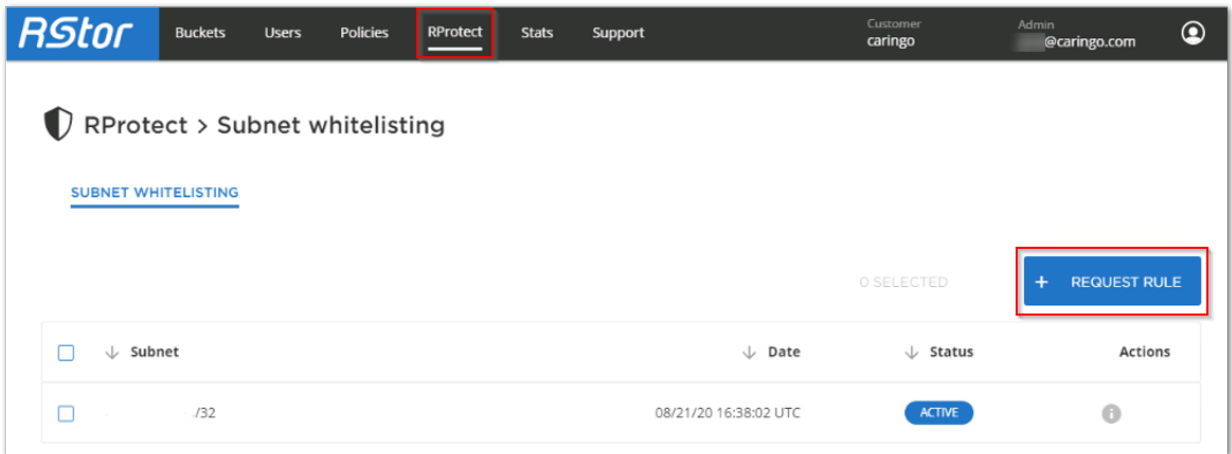 RStor Buckets Users Policies RProtect Stats Support Customer caringo Admin @caringo.com
RProtect > Subnet whitelisting
SUBNET WHITELISTING
0 SELECTED + REQUEST RULE
Subnet Date Status Actions
/32 08/21/20 16:38:02 UTC ACTIVE